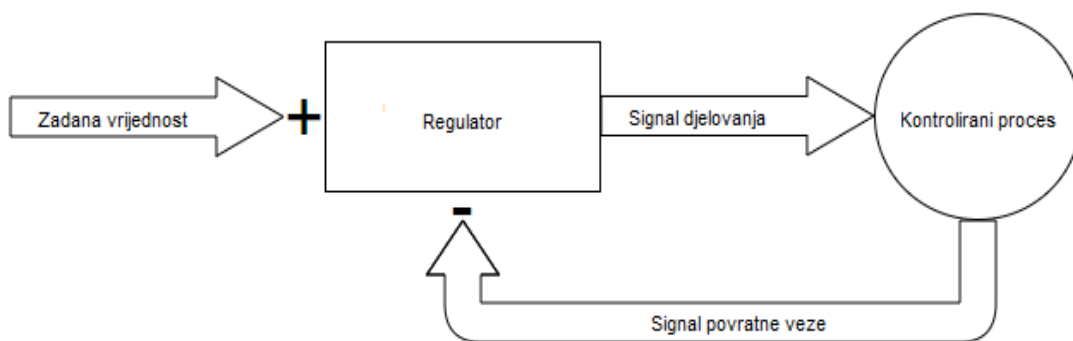 Zadana vrijednost
+
Regulator
Signal djelovanja
Kontrolirani proces
-
Signal povratne veze